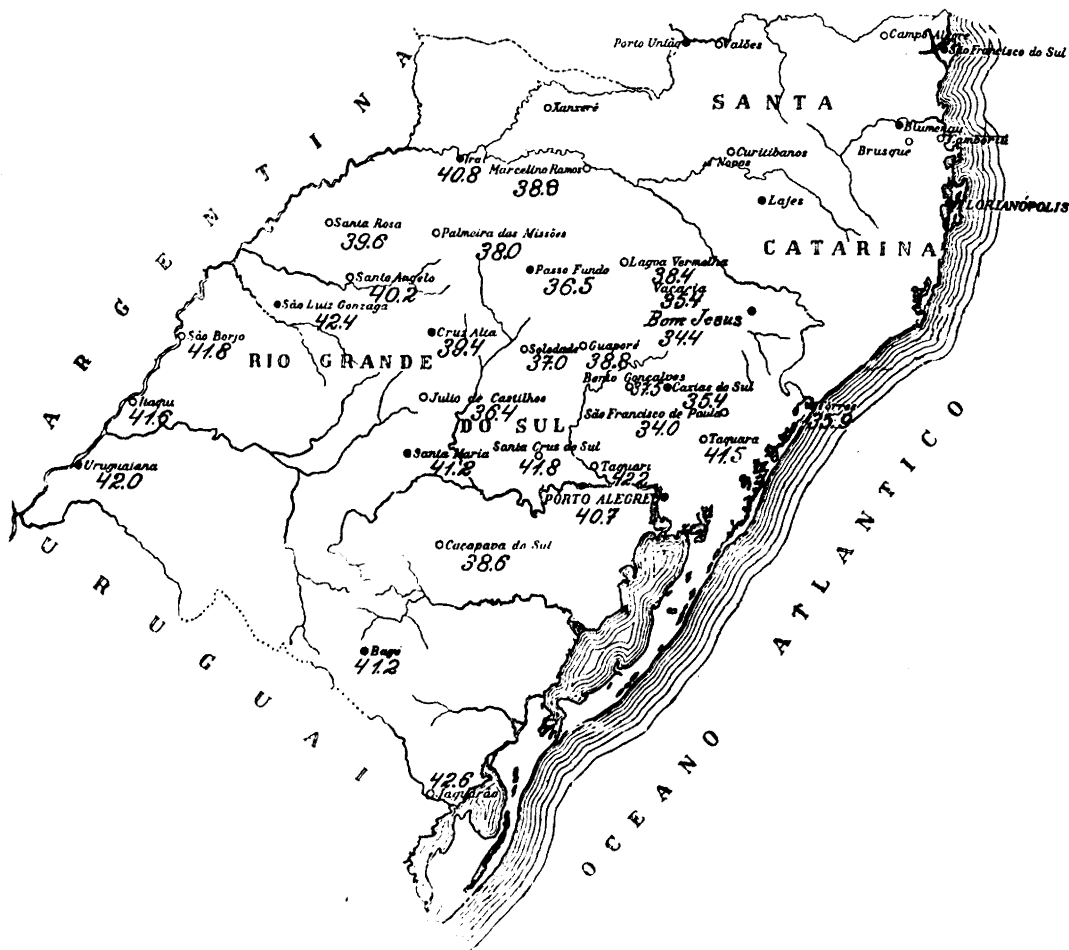 Campo Alegre
Porto União
Valões
São Francisco do Sul
ARGENTINA
SANTA
Xanxeré
Blumenau
Camboriú
Brusque
Curitibanos
Irai
40.8
Marcelino Ramos
38.8
Lajes
FLORIANÓPOLIS
Santa Rosa
39.6
Palmeira das Missões
38.0
CATARINA
Passo Fundo
36.5
Lagoa Vermelha
38.4
Santo Angelo
40.2
Vacaria
35.4
São Luiz Gonzaga
42.4
Bom Jesus
34.4
São Borjo
41.8
Cruz Alta
39.4
Soledade
37.0
Guaporé
38.8
RIO GRANDE
Bento Gonçalves
37.5
Caxias do Sul
35.4
Itaqui
41.6
Julio de Castilhos
36.4
São Francisco de Paula
34.0
Torres
35.9
DO SUL
Taquara
41.5
Santa Maria
41.2
Santa Cruz do Sul
41.8
Taquari
42.2
Uruguaiana
42.0
PORTO ALEGRE
40.7
Caçapava do Sul
38.6
URUGUAI
Bagé
41.2
OCEANO ATLANTICO
42.6
Jaguarão